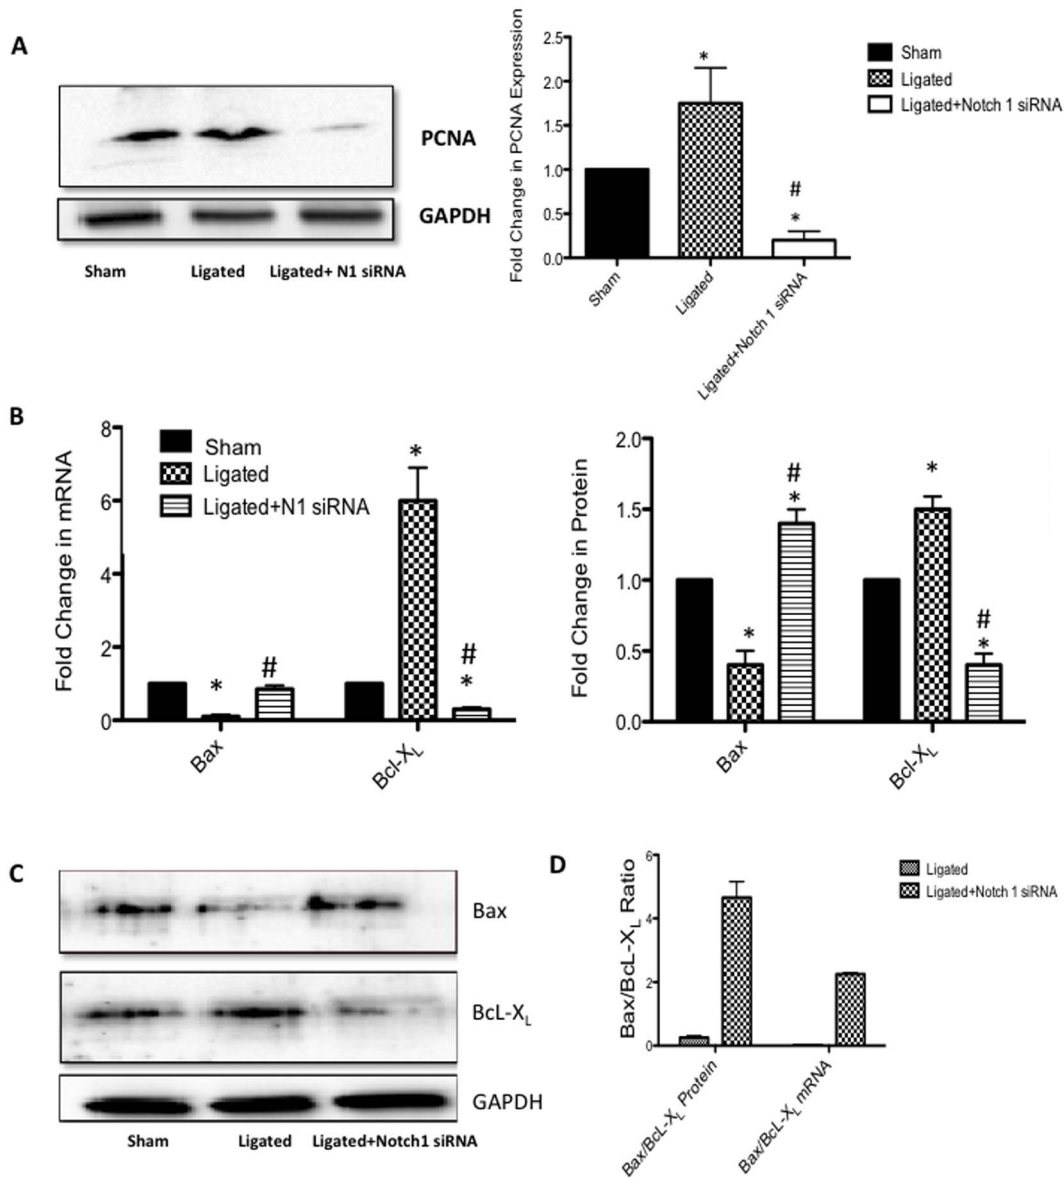 A
PCNA
GAPDH
Sham
Ligated
Ligated+ N1 siRNA
Fold Change in PCNA Expression
2.5
2.0
1.5
1.0
0.5
0.0
*
#
*
Sham
Ligated
Ligated+Notch 1 siRNA
Sham
Ligated
Ligated+Notch 1 siRNA
B
Fold Change in mRNA
8
6
4
2
0
Sham
Ligated
Ligated+N1 siRNA
*
#
*
#
*
Bax
Bcl-XL
Fold Change in Protein
2.0
1.5
1.0
0.5
0.0
*
#
*
*
#
*
Bax
Bcl-XL
C
Bax
BcL-XL
GAPDH
Sham
Ligated
Ligated+Notch1 siRNA
D
Bax/BcL-XL Ratio
6
4
2
0
Ligated
Ligated+Notch 1 siRNA
Bax/BcL-XL Protein
Bax/BcL-XL mRNA